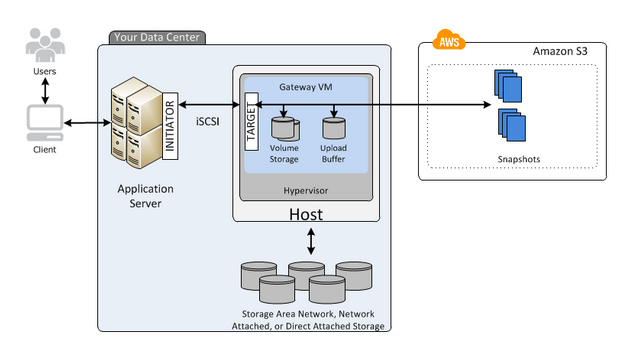 Your Data Center
AWS
Amazon S3
Users
Gateway VM
INITIATOR
iSCSI
TARGET
Client
Volume
Storage
Upload
Buffer
Snapshots
Application
Server
Hypervisor
Host
Storage Area Network, Network
Attached, or Direct Attached Storage